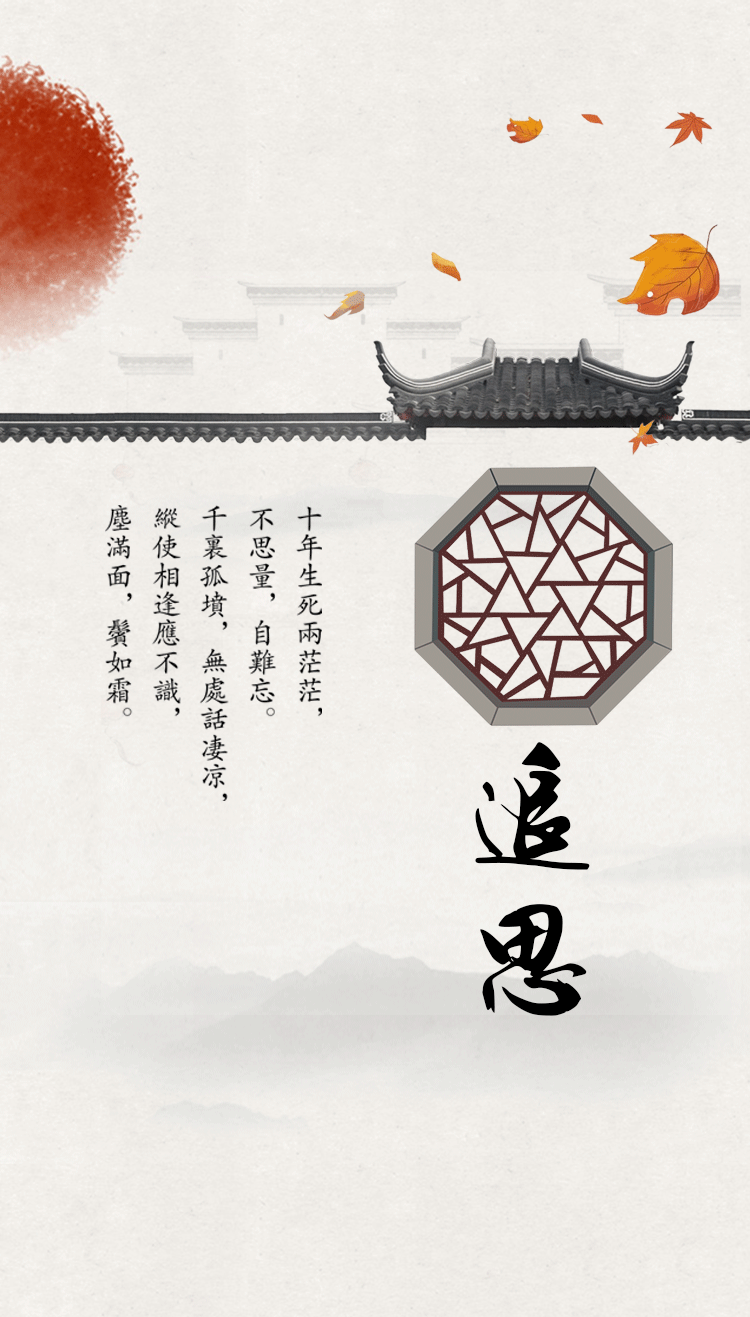 追
思
十年生死兩茫茫，
不思量，自難忘。
千裏孤墳，無處話凄涼，
縱使相逢應不識，
塵滿面，鬢如霜。